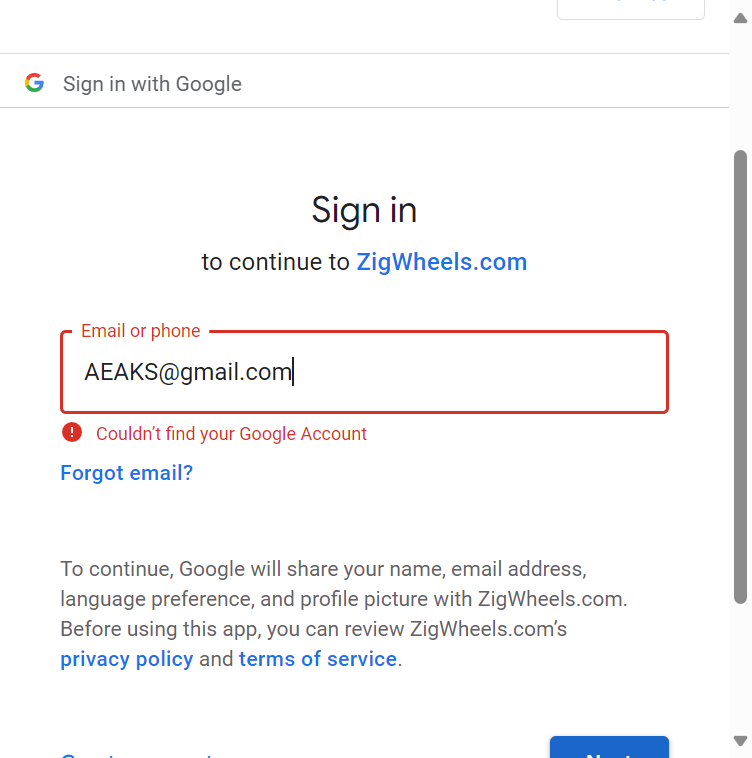 Sign in with Google
Sign in
to continue to ZigWheels.com
Email or phone
AEAKS@gmail.com
Couldn't find your Google Account
Forgot email?
To continue, Google will share your name, email address,
language preference, and profile picture with ZigWheels.com.
Before using this app, you can review ZigWheels.com's
privacy policy and terms of service.